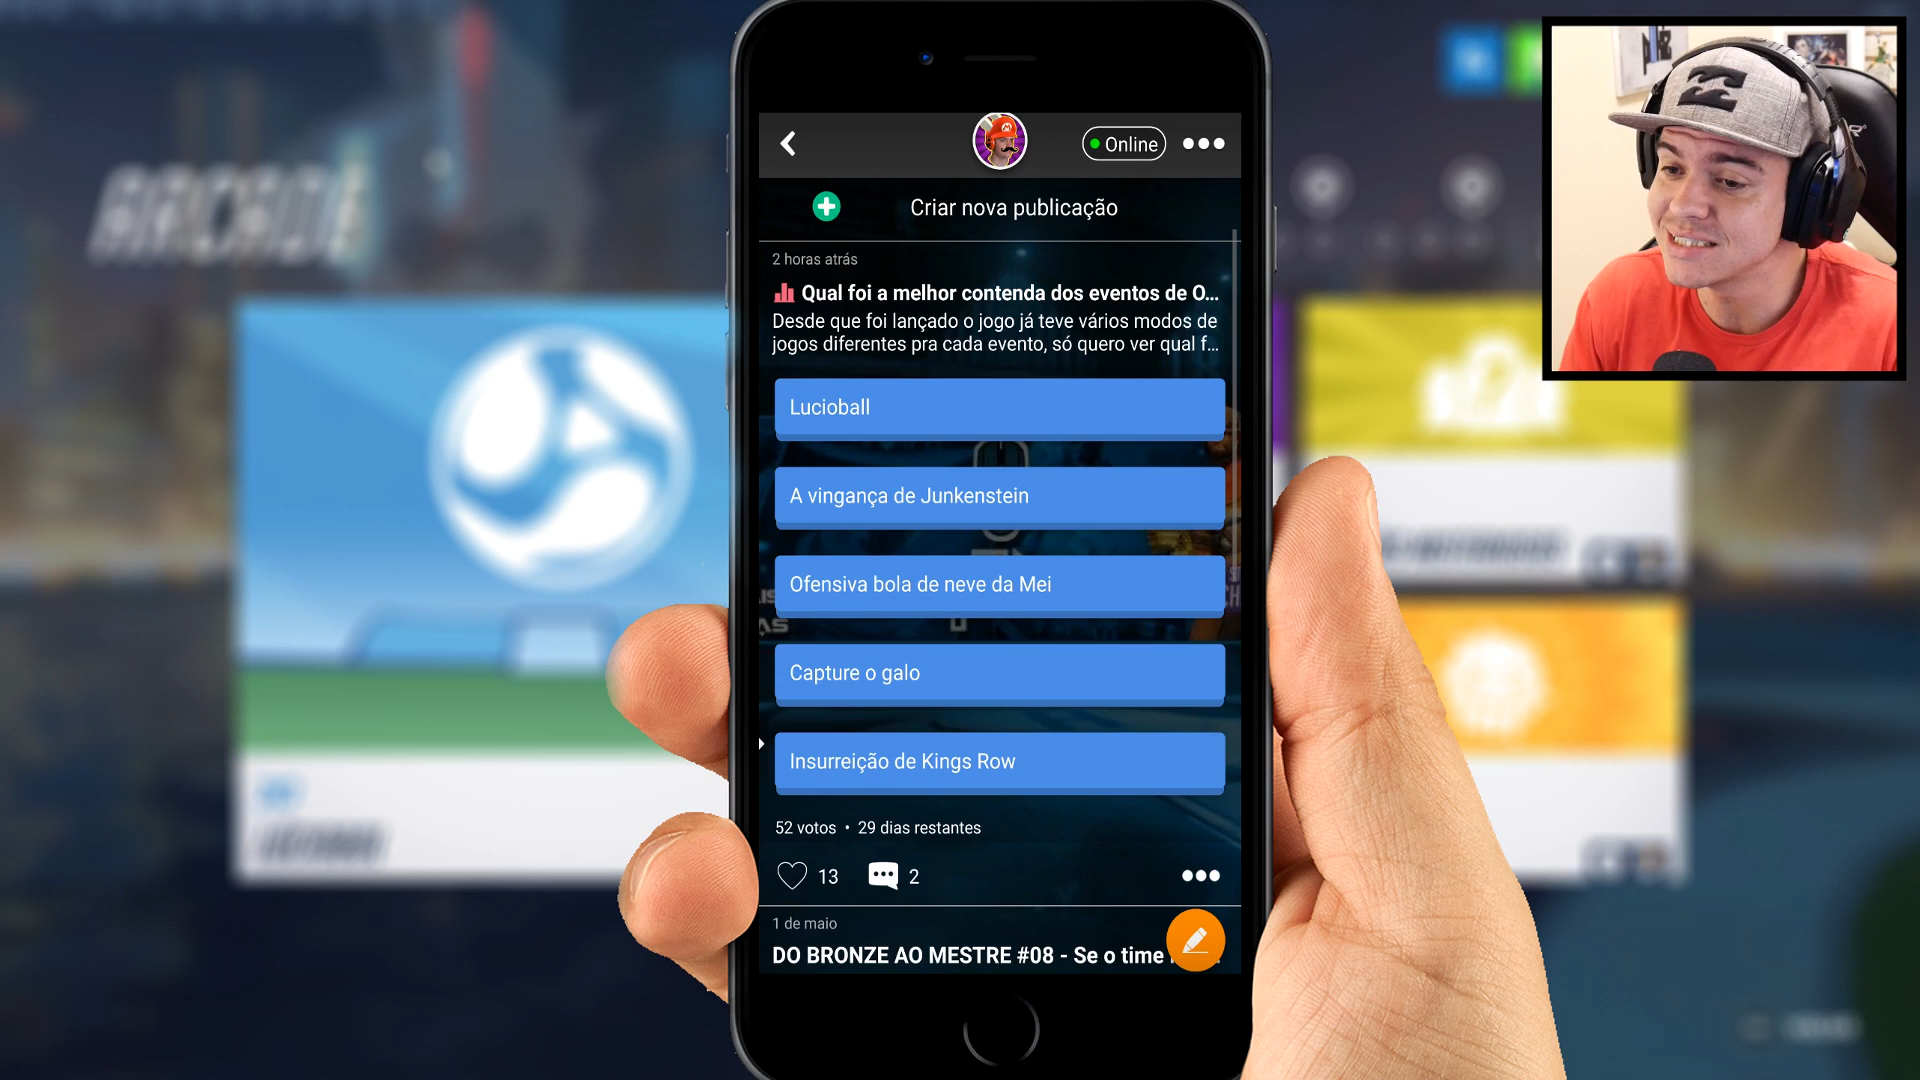 ARCADE
Online
Criar nova publicação
2 horas atrás
Qual foi a melhor contenda dos eventos de O...
Desde que foi lançado o jogo já teve vários modos de
jogos diferentes pra cada evento, só quero ver qual f...
Lucioball
A vingança de Junkenstein
Ofensiva bola de neve da Mei
Capture o galo
Insurreição de Kings Row
52 votos • 29 dias restantes
13
2
1 de maio
DO BRONZE AO MESTRE #08 - Se o time